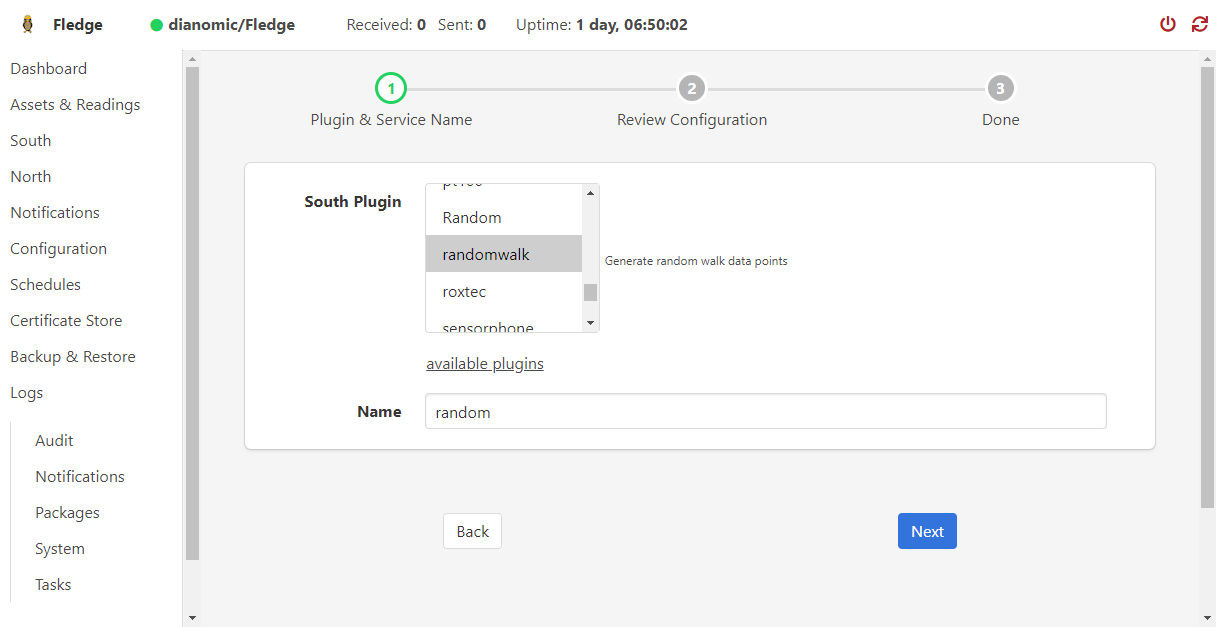 Fledge dianomic/Fledge Received: 0 Sent: 0 Uptime: 1 day, 06:50:02
Dashboard
Assets & Readings
South
North
Notifications
Configuration
Schedules
Certificate Store
Backup & Restore
Logs
Audit
Notifications
Packages
System
Tasks
1 2 3
Plugin & Service Name Review Configuration Done
South Plugin
pt100
Random
randomwalk
roxtec
sensorphone
Generate random walk data points
available plugins
Name random
Back Next